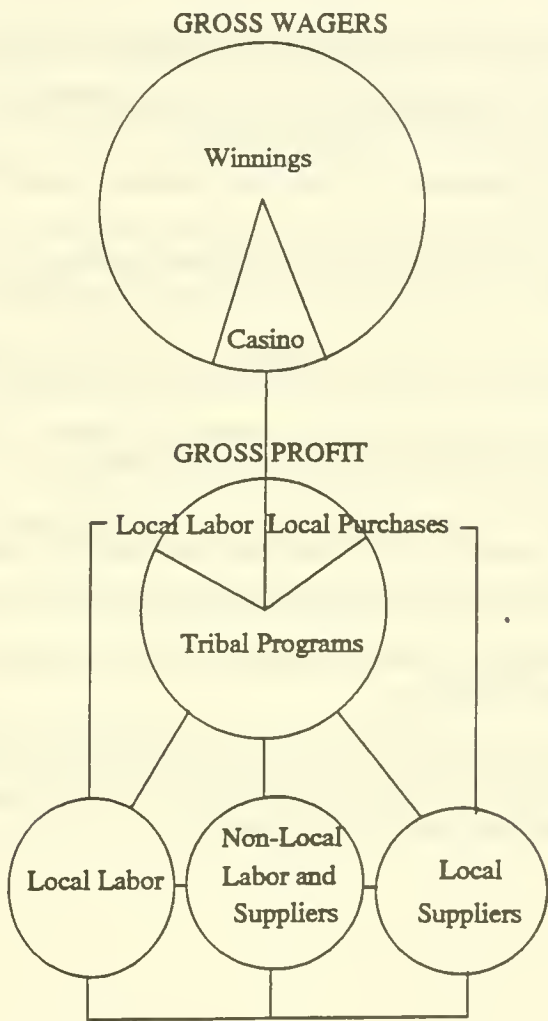 GROSS WAGERS
Winnings
Casino
GROSS PROFIT
Local Labor
Local Purchases
Tribal Programs
Local Labor
Non-Local
Labor and
Suppliers
Local
Suppliers